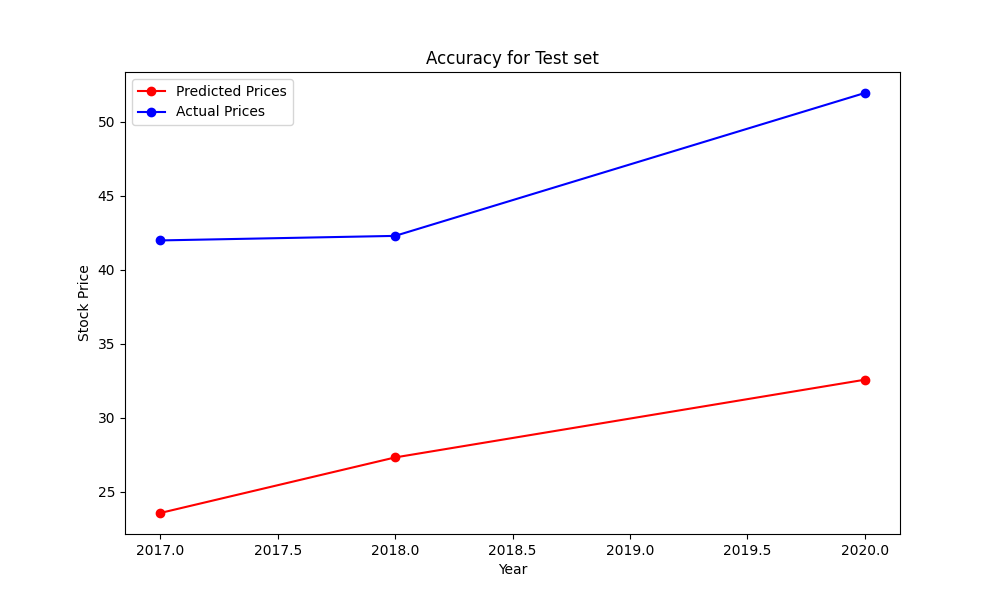 Accuracy for Test set
Predicted Prices
Actual Prices
50
45
40
35
30
25
Stock Price
2017.0 2017.5 2018.0 2018.5 2019.0 2019.5 2020.0
Year